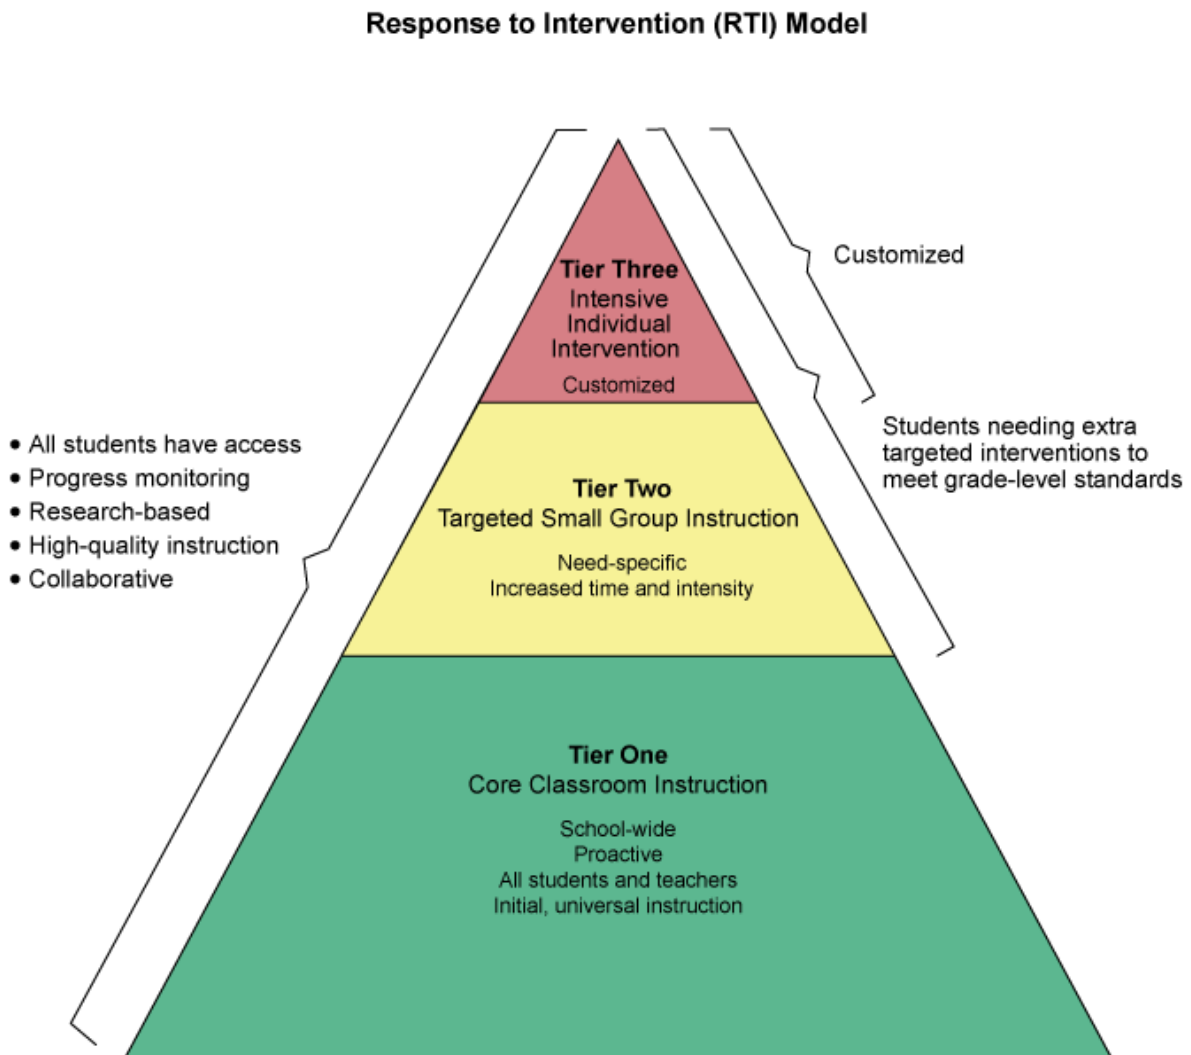 Response to Intervention (RTI) Model
Customized
Tier Three
Intensive
Individual
Intervention
Customized
Students needing extra
targeted interventions to
meet grade-level standards
• All students have access
• Progress monitoring
• Research-based
• High-quality instruction
• Collaborative
Tier Two
Targeted Small Group Instruction
Need-specific
Increased time and intensity
Tier One
Core Classroom Instruction
School-wide
Proactive
All students and teachers
Initial, universal instruction